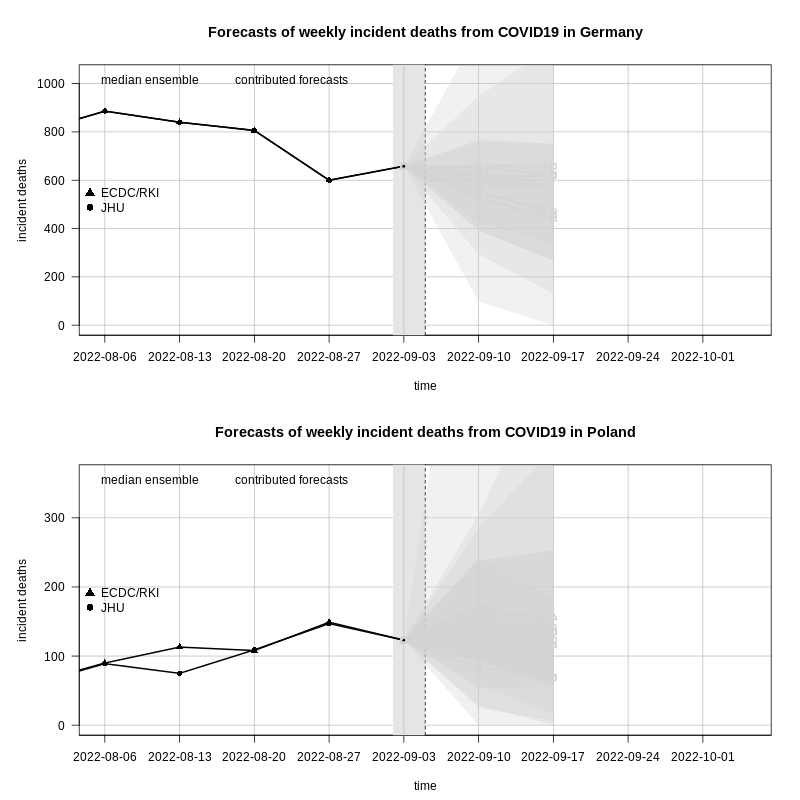 Forecasts of weekly incident deaths from COVID19 in Germany
median ensemble contributed forecasts
1000
800
600
400
200
0
incident deaths
ECDC/RKI
JHU
2022-08-06 2022-08-13 2022-08-20 2022-08-27 2022-09-03 2022-09-10 2022-09-17 2022-09-24 2022-10-01
time
Forecasts of weekly incident deaths from COVID19 in Poland
median ensemble contributed forecasts
300
200
100
0
incident deaths
ECDC/RKI
JHU
2022-08-06 2022-08-13 2022-08-20 2022-08-27 2022-09-03 2022-09-10 2022-09-17 2022-09-24 2022-10-01
time